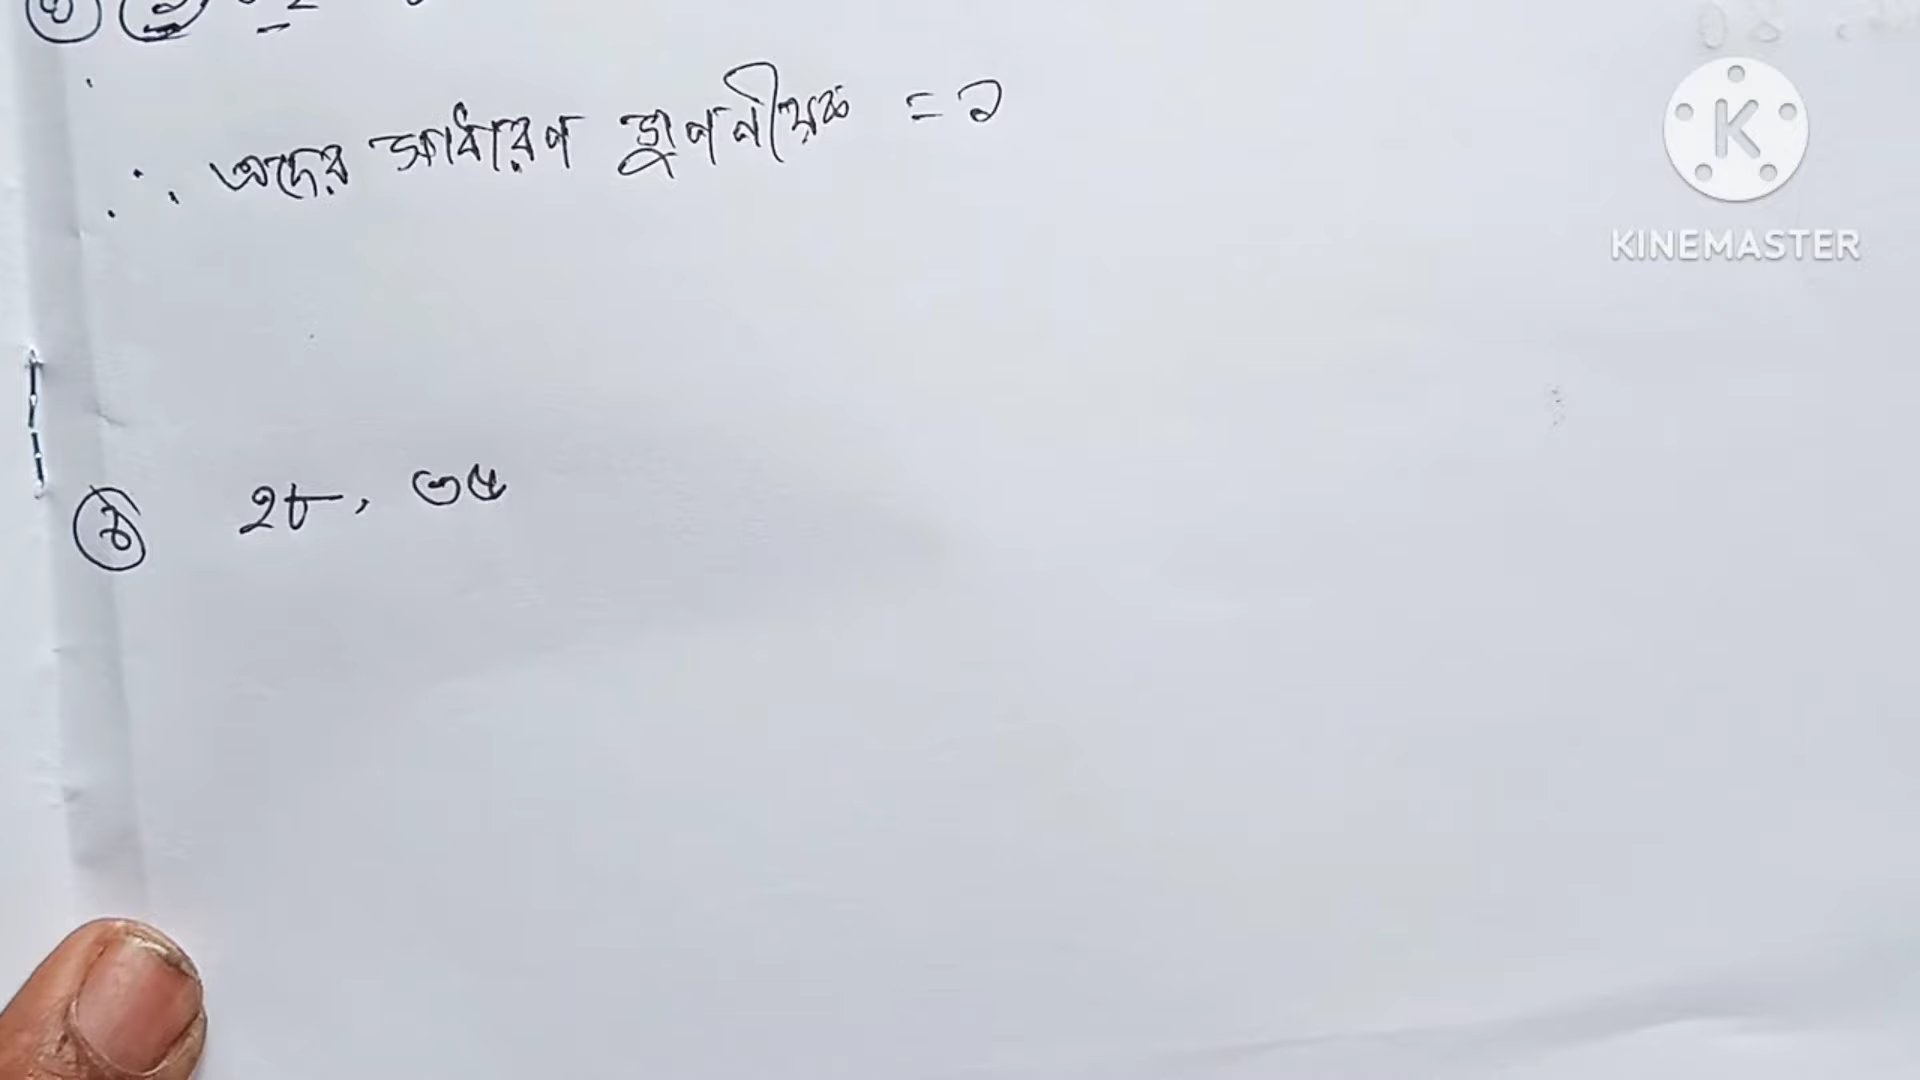 ∴ এদের সাধারণ গুণনীয়ক = ১
KINEMASTER
২৮, ৩৫